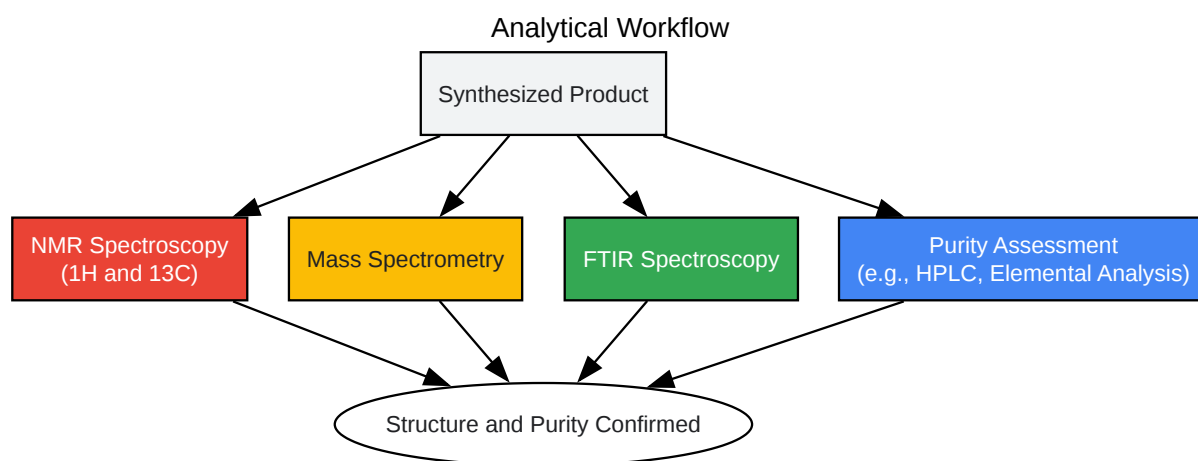 Analytical Workflow
Synthesized Product
NMR Spectroscopy
(1H and 13C)
Mass Spectrometry
FTIR Spectroscopy
Purity Assessment
(e.g., HPLC, Elemental Analysis)
Structure and Purity Confirmed